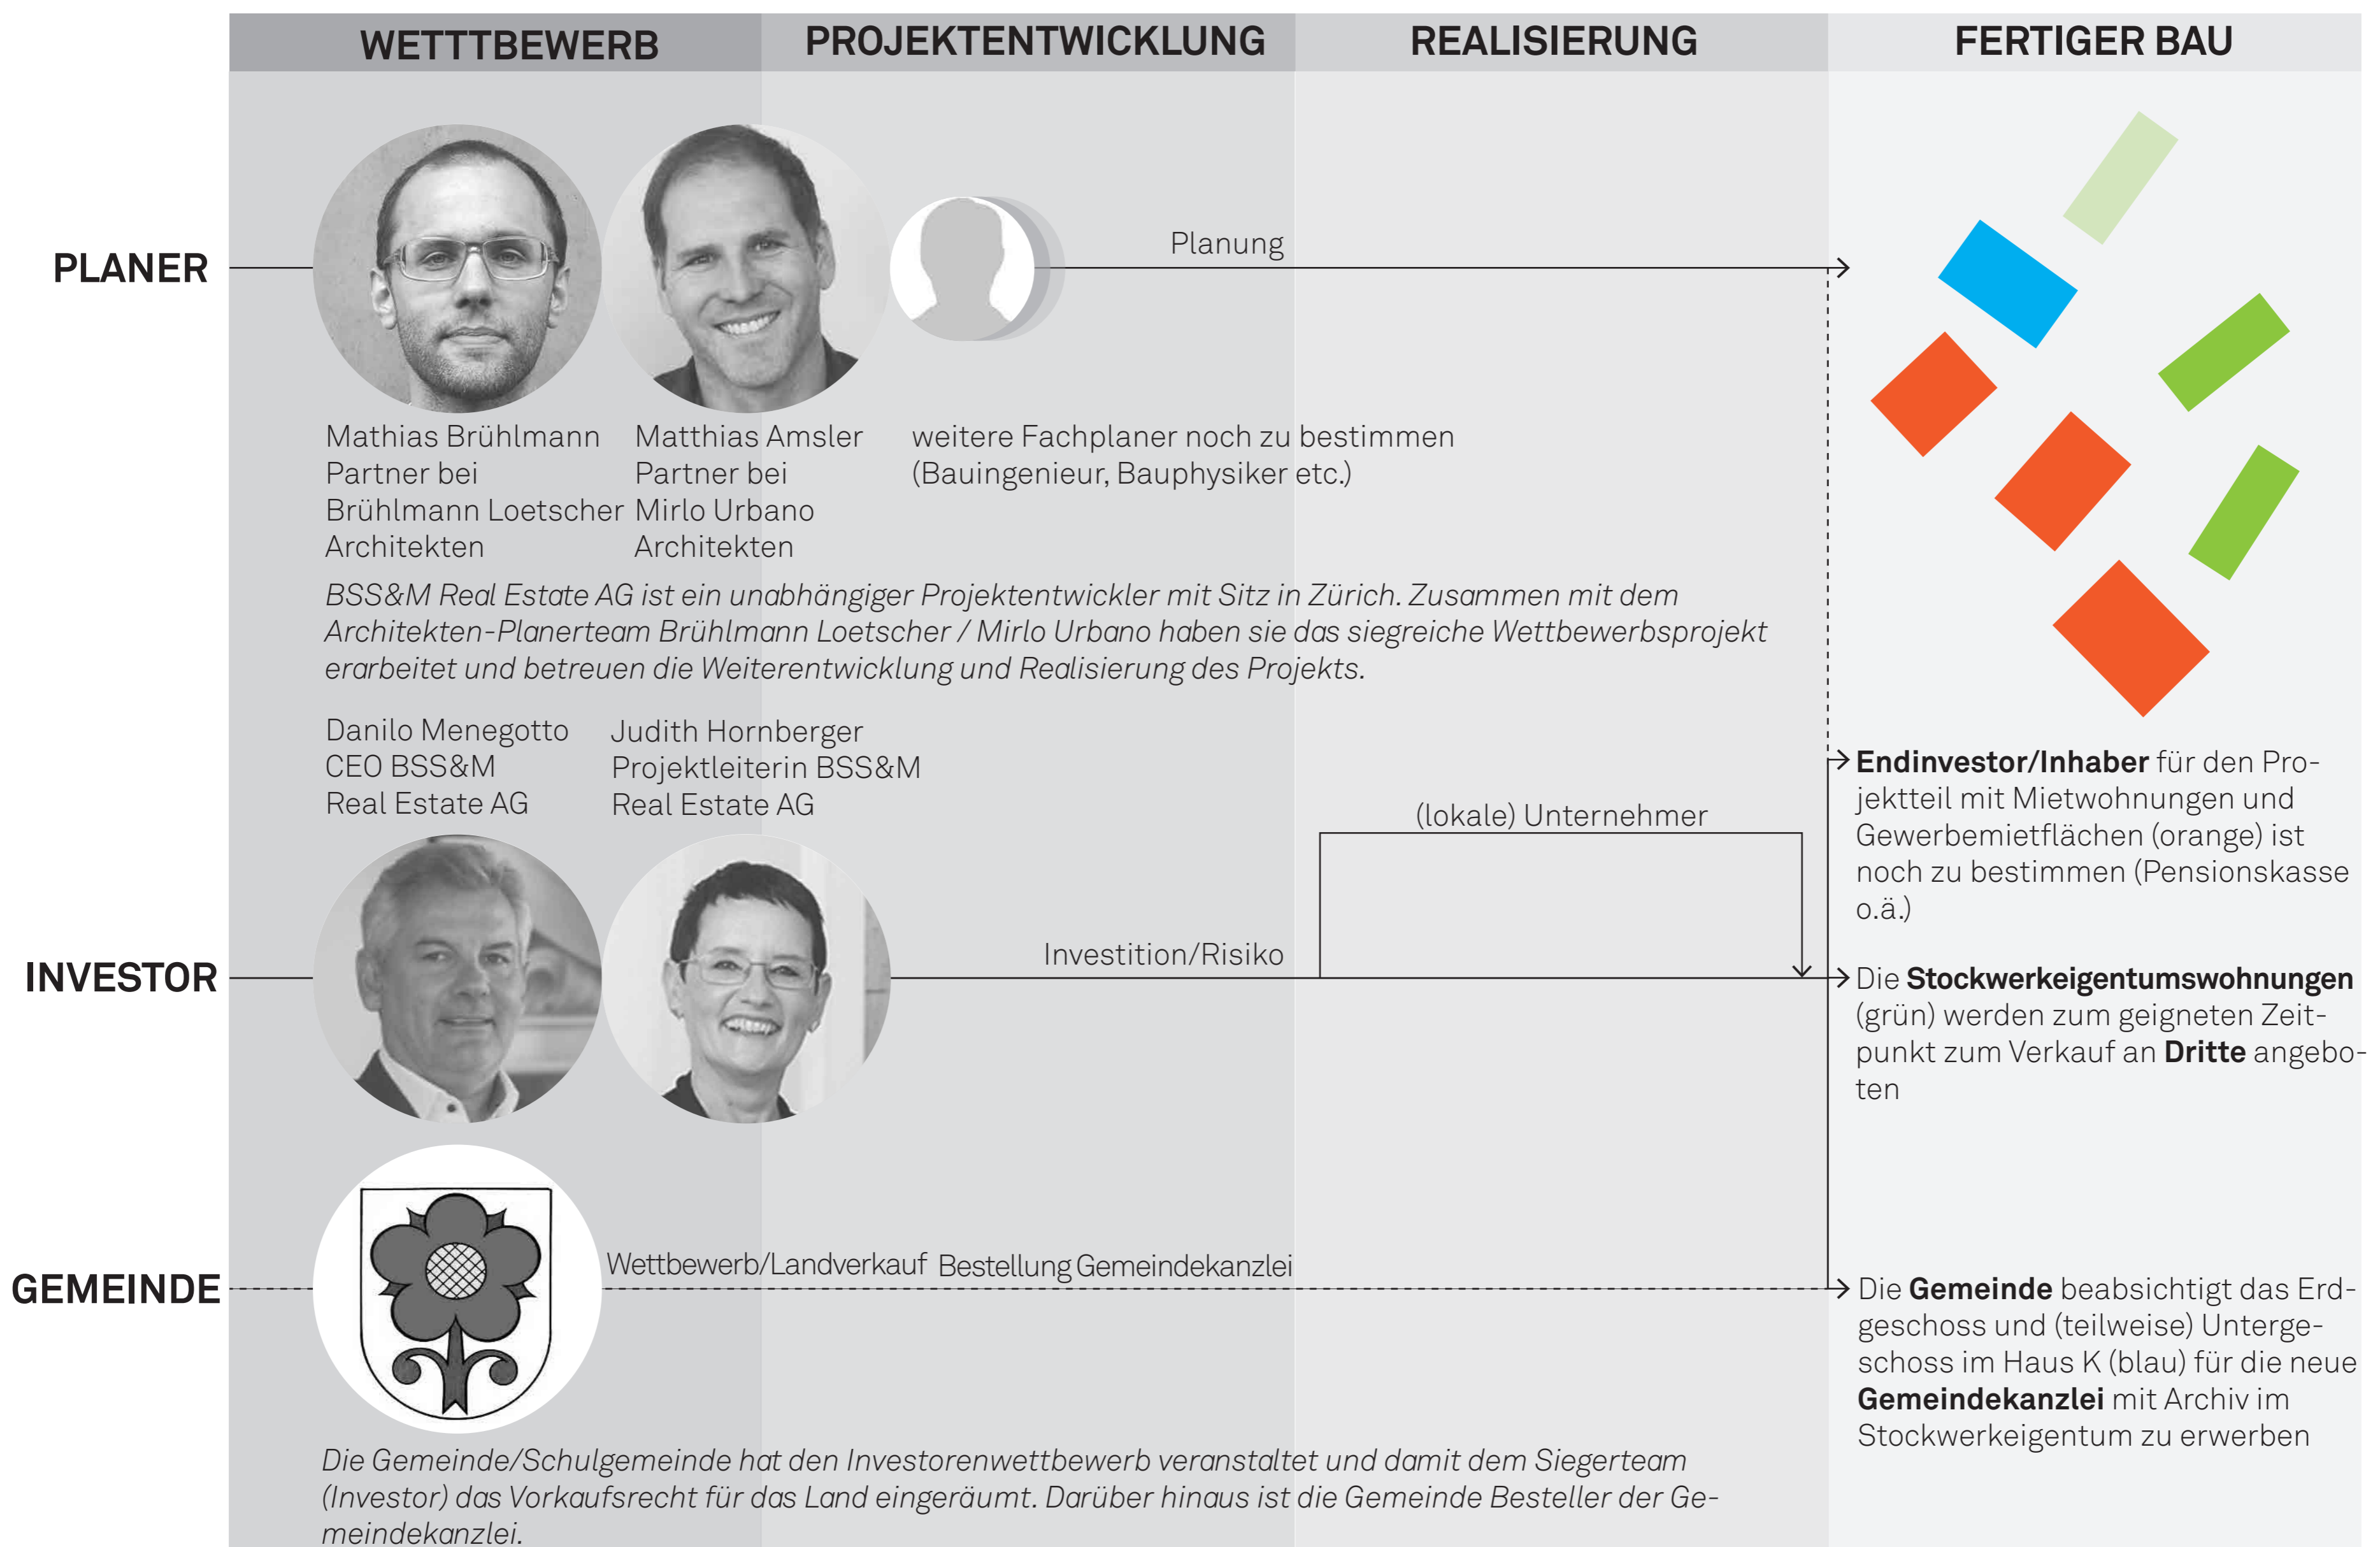 WETTTBEWERB
PROJEKTENTWICKLUNG
REALISIERUNG
FERTIGER BAU
PLANER
Planung
Mathias Brühlmann
Partner bei
Brühlmann Loetscher
Architekten
Matthias Amsler
Partner bei
Mirlo Urbano
Architekten
weitere Fachplaner noch zu bestimmen
(Bauingenieur, Bauphysiker etc.)
BSS&M Real Estate AG ist ein unabhängiger Projektentwickler mit Sitz in Zürich. Zusammen mit dem
Architekten-Planerteam Brühlmann Loetscher / Mirlo Urbano haben sie das siegreiche Wettbewerbsprojekt
erarbeitet und betreuen die Weiterentwicklung und Realisierung des Projekts.
Danilo Menegotto
CEO BSS&M
Real Estate AG
Judith Hornberger
Projektleiterin BSS&M
Real Estate AG
INVESTOR
Investition/Risiko
(lokale) Unternehmer
Endinvestor/Inhaber für den Pro-
jektteil mit Mietwohnungen und
Gewerbemietflächen (orange) ist
noch zu bestimmen (Pensionskasse
o.ä.)
Die Stockwerkeigentumswohnungen
(grün) werden zum geigneten Zeit-
punkt zum Verkauf an Dritte angebo-
ten
GEMEINDE
Wettbewerb/Landverkauf
Bestellung Gemeindekanzlei
Die Gemeinde beabsichtigt das Erd-
geschoss und (teilweise) Unterge-
schoss im Haus K (blau) für die neue
Gemeindekanzlei mit Archiv im
Stockwerkeigentum zu erwerben
Die Gemeinde/Schulgemeinde hat den Investorenwettbewerb veranstaltet und damit dem Siegerteam
(Investor) das Vorkaufsrecht für das Land eingeräumt. Darüber hinaus ist die Gemeinde Besteller der Ge-
meindekanzlei.